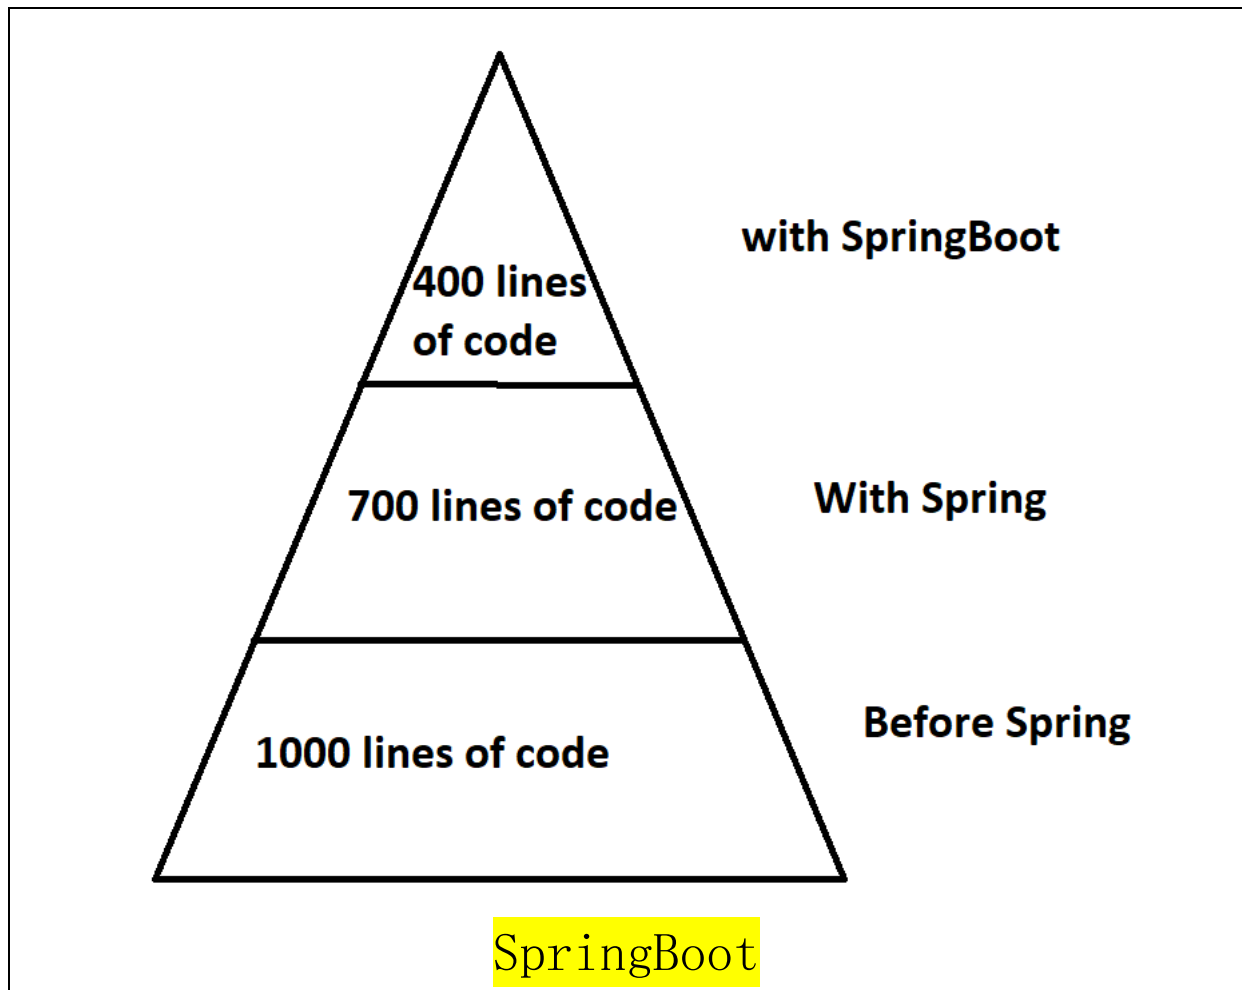 with SpringBoot
400 lines
of code
700 lines of code
With Spring
Before Spring
1000 lines of code
SpringBoot